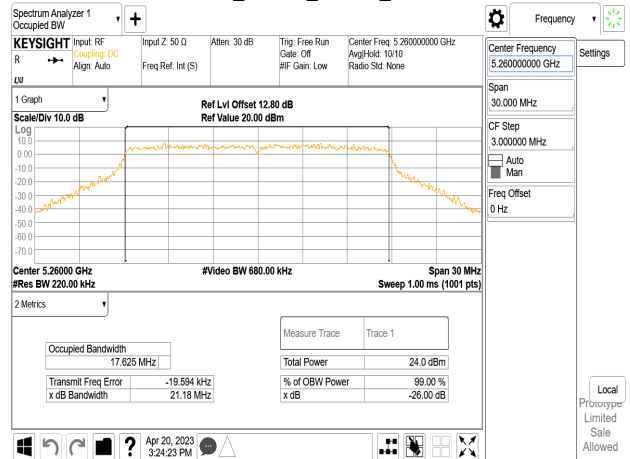 Spectrum Analyzer 1
Occupied BW
Frequency
KEYSIGHT
R
Input: RF
Coupling: DC
Align: Auto
Input Z: 50 Ω
Freq Ref: Int (S)
Atten: 30 dB
Trig: Free Run
Gate: Off
#IF Gain: Low
Center Freq: 5.260000000 GHz
Avg|Hold: 10/10
Radio Std: None
Center Frequency
5.260000000 GHz
Settings
Span
30.000 MHz
CF Step
3.000000 MHz
Auto
Man
Freq Offset
0 Hz
1 Graph
Ref Lvl Offset 12.80 dB
Scale/Div 10.0 dB
Ref Value 20.00 dBm
Log
10.0
0.00
-10.0
-20.0
-30.0
-40.0
-50.0
-60.0
-70.0
Center 5.26000 GHz
#Video BW 680.00 kHz
Span 30 MHz
#Res BW 220.00 kHz
Sweep 1.00 ms (1001 pts)
2 Metrics
Measure Trace Trace 1
Occupied Bandwidth
17.625 MHz
Total Power 24.0 dBm
Transmit Freq Error -19.594 kHz
% of OBW Power 99.00 %
x dB Bandwidth 21.18 MHz
x dB -26.00 dB
Local
Prototype
Limited
Sale
Allowed
?
Apr 20, 2023
3:24:23 PM